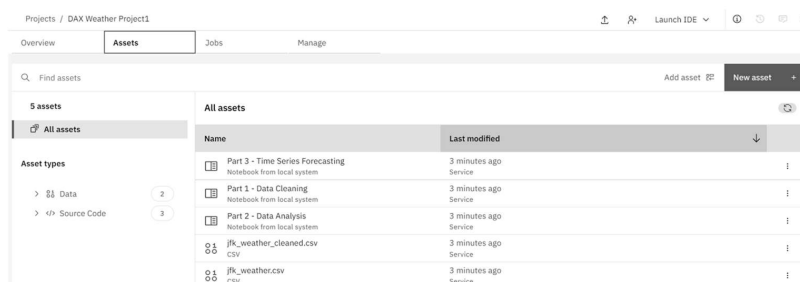 Projects / DAX Weather Project1
Launch IDE
Overview
Assets
Jobs
Manage
Find assets
Add asset
New asset +
5 assets
All assets
Asset types
Data 2
</> Source Code 3
All assets
Name Last modified
Part 3 - Time Series Forecasting 3 minutes ago
Notebook from local system Service
Part 1 - Data Cleaning 3 minutes ago
Notebook from local system Service
Part 2 - Data Analysis 3 minutes ago
Notebook from local system Service
jfk_weather_cleaned.csv 3 minutes ago
CSV Service
jfk_weather.csv 3 minutes ago
CSV Service